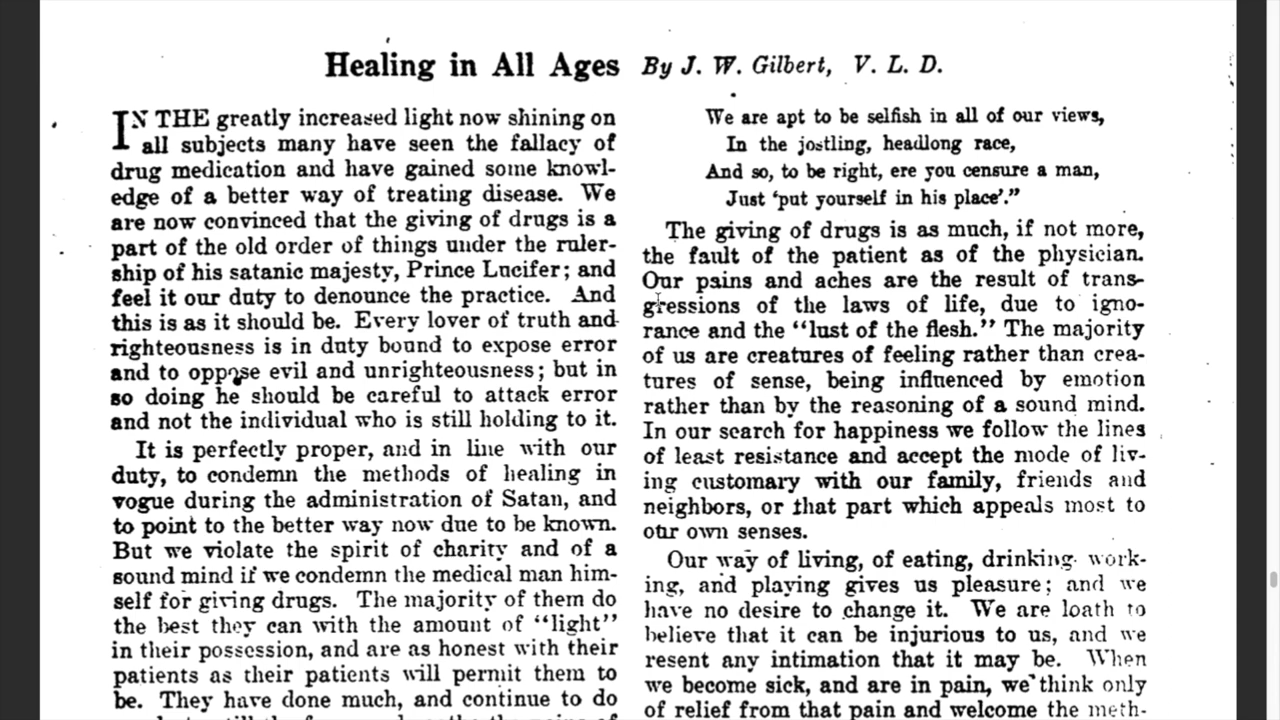 Healing in All Ages By J. W. Gilbert, V. L. D.
IN THE greatly increased light now shining on
all subjects many have seen the fallacy of
drug medication and have gained some knowl-
edge of a better way of treating disease. We
are now convinced that the giving of drugs is a
part of the old order of things under the ruler-
ship of his satanic majesty, Prince Lucifer; and
feel it our duty to denounce the practice. And
this is as it should be. Every lover of truth and
righteousness is in duty bound to expose error
and to oppose evil and unrighteousness; but in
so doing he should be careful to attack error
and not the individual who is still holding to it.
It is perfectly proper, and in line with our
duty, to condemn the methods of healing in
vogue during the administration of Satan, and
to point to the better way now due to be known.
But we violate the spirit of charity and of a
sound mind if we condemn the medical man him-
self for giving drugs. The majority of them do
the best they can with the amount of "light"
in their possession, and are as honest with their
patients as their patients will permit them to
be. They have done much, and continue to do
We are apt to be selfish in all of our views,
In the jostling, headlong race,
And so, to be right, ere you censure a man,
Just 'put yourself in his place'."
The giving of drugs is as much, if not more,
the fault of the patient as of the physician.
Our pains and aches are the result of trans-
gressions of the laws of life, due to igno-
rance and the "lust of the flesh." The majority
of us are creatures of feeling rather than crea-
tures of sense, being influenced by emotion
rather than by the reasoning of a sound mind.
In our search for happiness we follow the lines
of least resistance and accept the mode of liv-
ing customary with our family, friends and
neighbors, or that part which appeals most to
our own senses.
Our way of living, of eating, drinking, work-
ing, and playing gives us pleasure; and we
have no desire to change it. We are loath to
believe that it can be injurious to us, and we
resent any intimation that it may be. When
we become sick, and are in pain, we think only
of relief from that pain and welcome the meth-